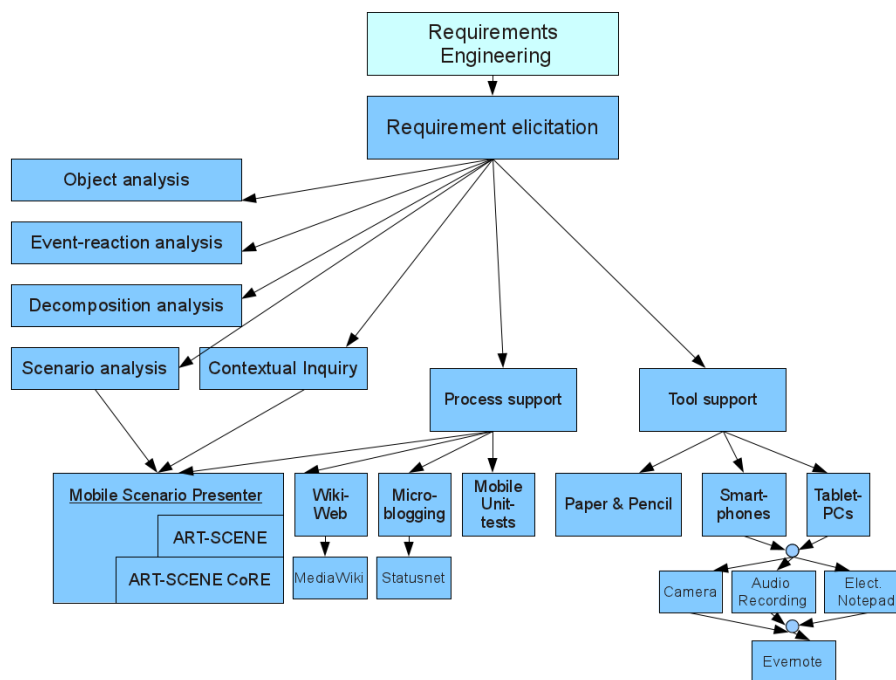 Requirements
Engineering
Requirement elicitation
Object analysis
Event-reaction analysis
Decomposition analysis
Scenario analysis
Contextual Inquiry
Process support
Tool support
Mobile Scenario Presenter
ART-SCENE
ART-SCENE CoRE
Wiki-
Web
Micro-
blogging
Mobile
Unit-
tests
Paper & Pencil
Smart-
phones
Tablet-
PCs
MediaWiki
Statusnet
Camera
Audio
Recording
Elect.
Notepad
Evernote